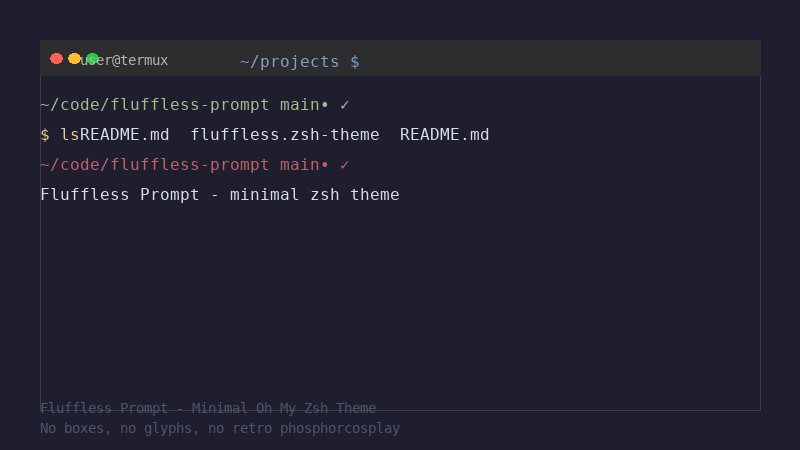 user@termux ~/projects $
~/code/fluffless-prompt main• ✓
$ lsREADME.md  fluffless.zsh-theme  README.md
~/code/fluffless-prompt main• ✓
Fluffless Prompt - minimal zsh theme
Fluffless Prompt - Minimal Oh My Zsh Theme
No boxes, no glyphs, no retro phosphorcosplay